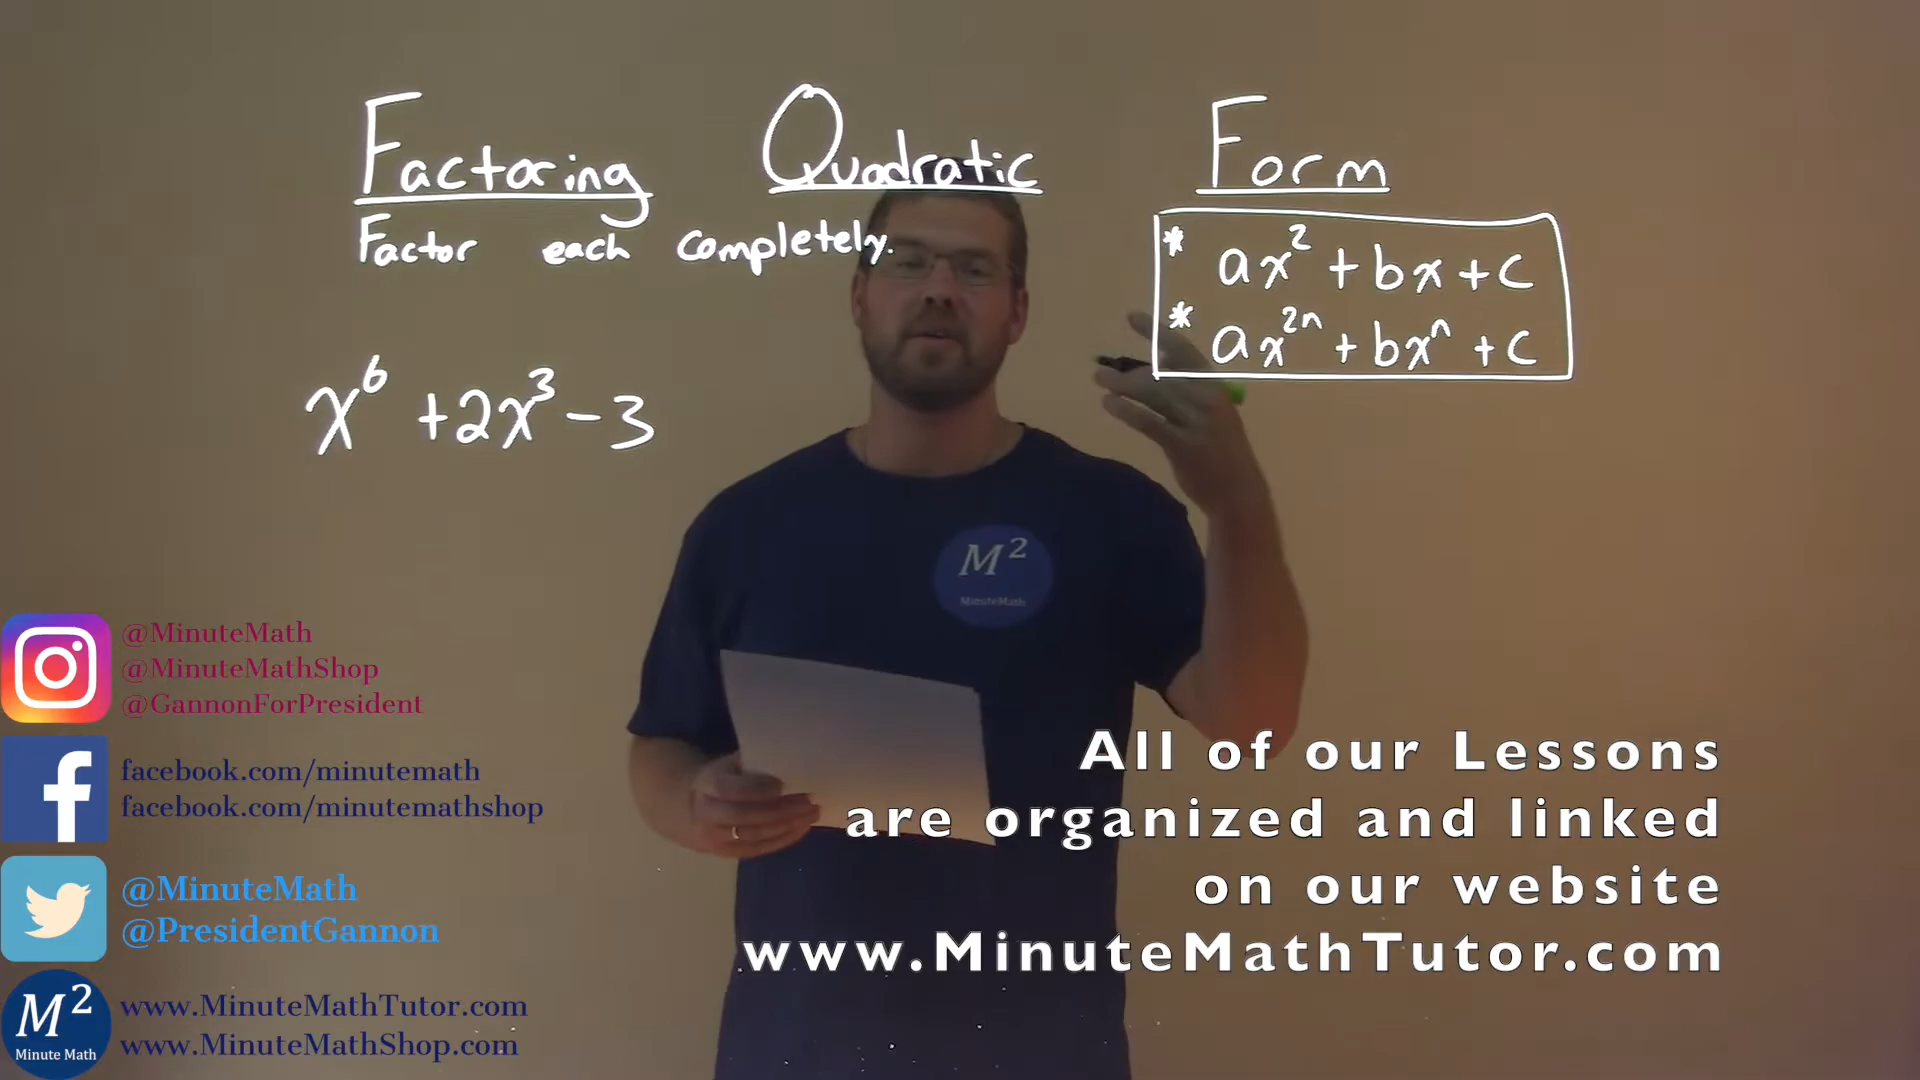 Factoring Quadratic Form
Factor each completely.
* ax² + bx + c
* ax²ⁿ + bxⁿ + c
x⁶ + 2x³ - 3
M²
MinuteMath
@MinuteMath
@MinuteMathShop
@GannonForPresident
facebook.com/minutemath
facebook.com/minutemathshop
@MinuteMath
@PresidentGannon
M²
Minute Math
www.MinuteMathTutor.com
www.MinuteMathShop.com
All of our Lessons
are organized and linked
on our website
www.MinuteMathTutor.com